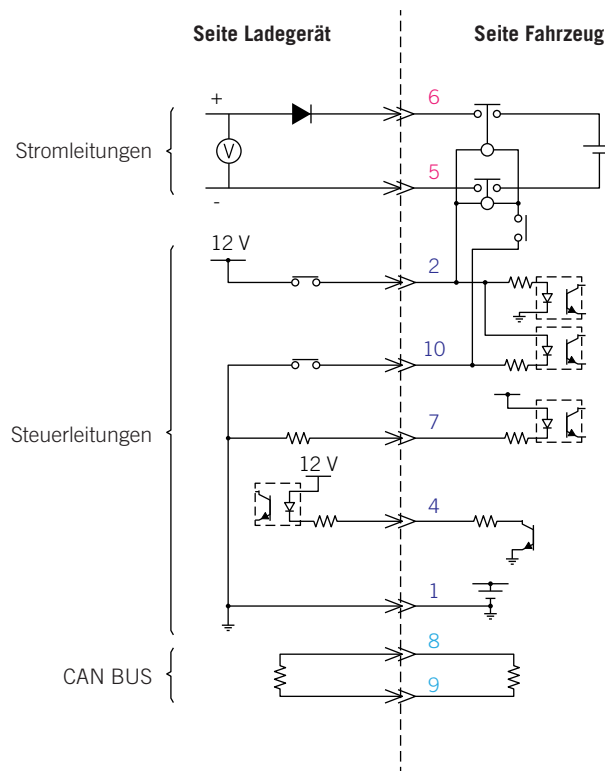 Seite Ladegerät
Seite Fahrzeug
+
6
Stromleitungen
V
5
-
12 V
2
10
Steuerleitungen
7
12 V
4
1
8
CAN BUS
9